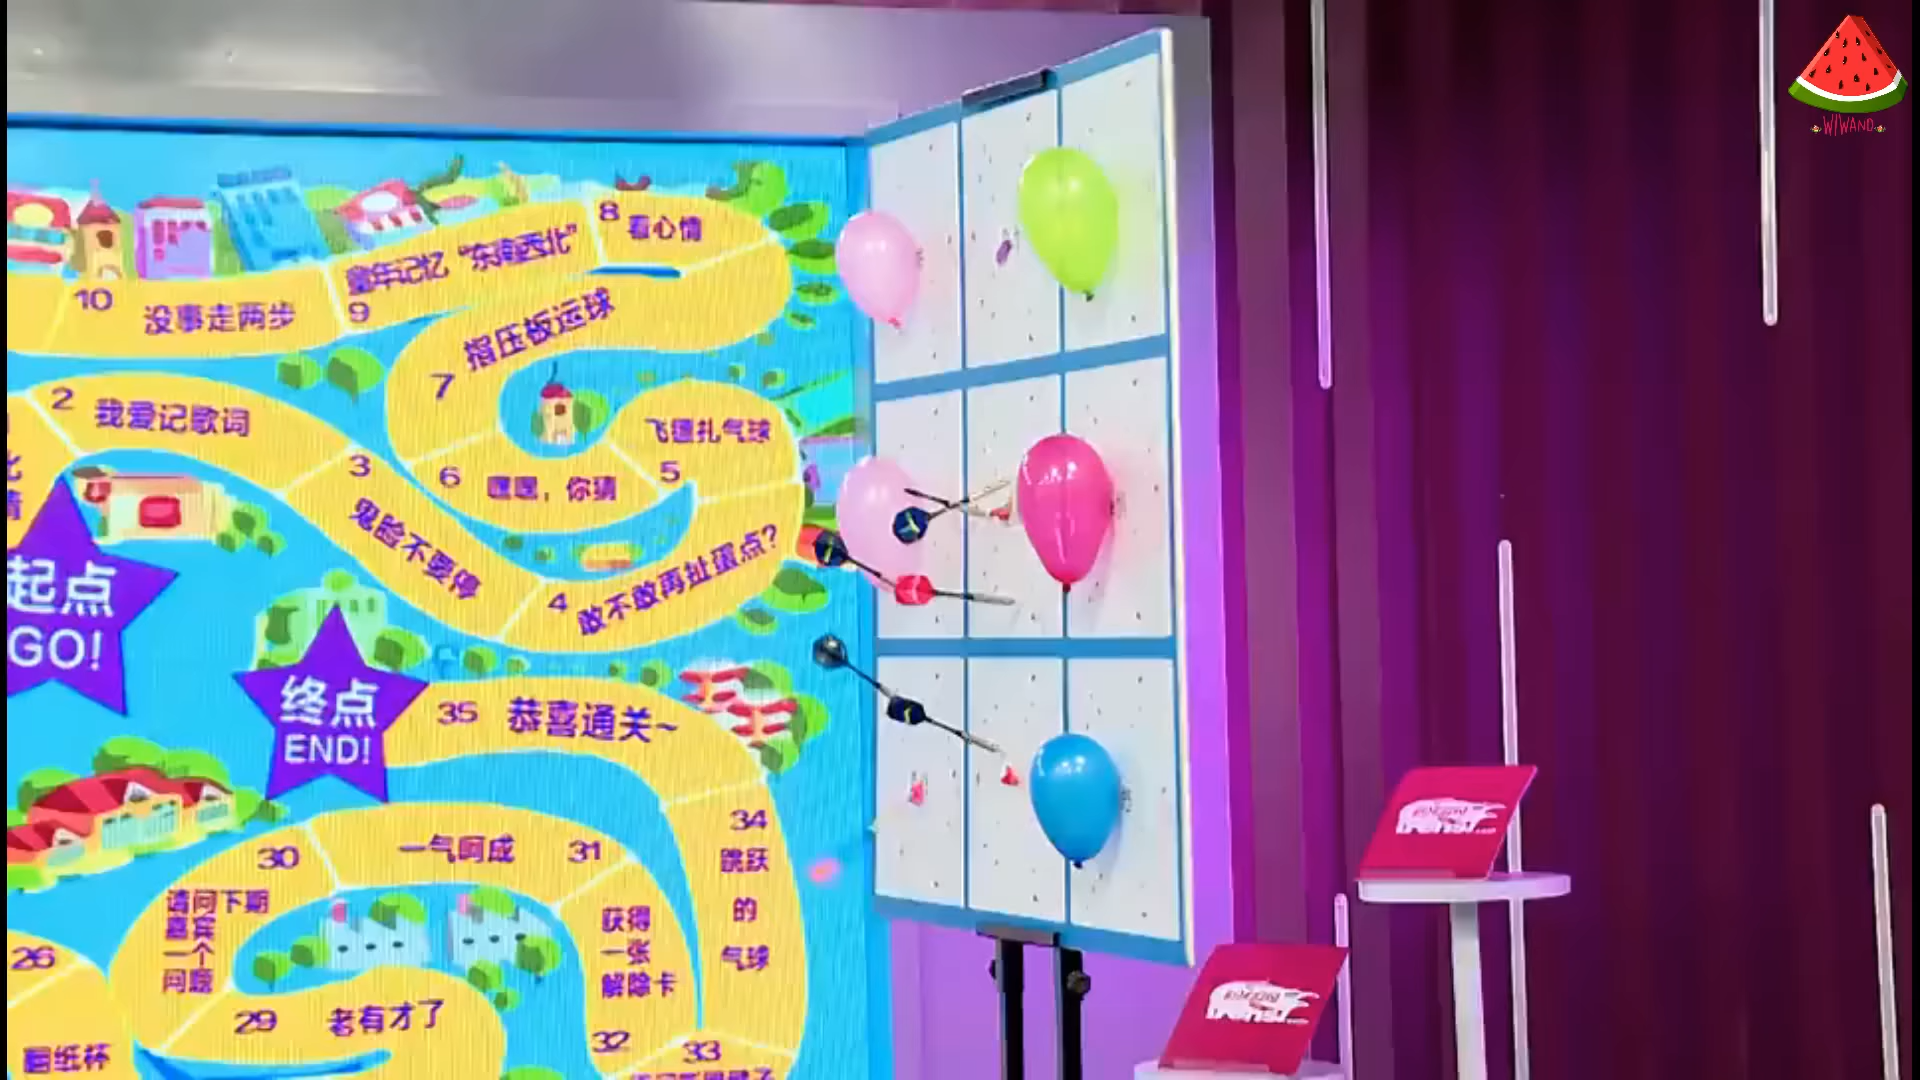 WIWAND
8 看心情
童年记忆“东南西北”
9
10 没事走两步
7 指压板运球
2 我爱记歌词
飞镖扎气球
5
6 嘿嘿，你猜
3
鬼脸不要停
4 敢不敢再扯蛋点？
起点
GO!
终点
END!
35 恭喜通关~
34
跳跃
的
气球
30
一气呵成 31
请问下期
嘉宾
一个
问题
获得
一张
解除卡
26
29 老有才了
32
33
画纸杯